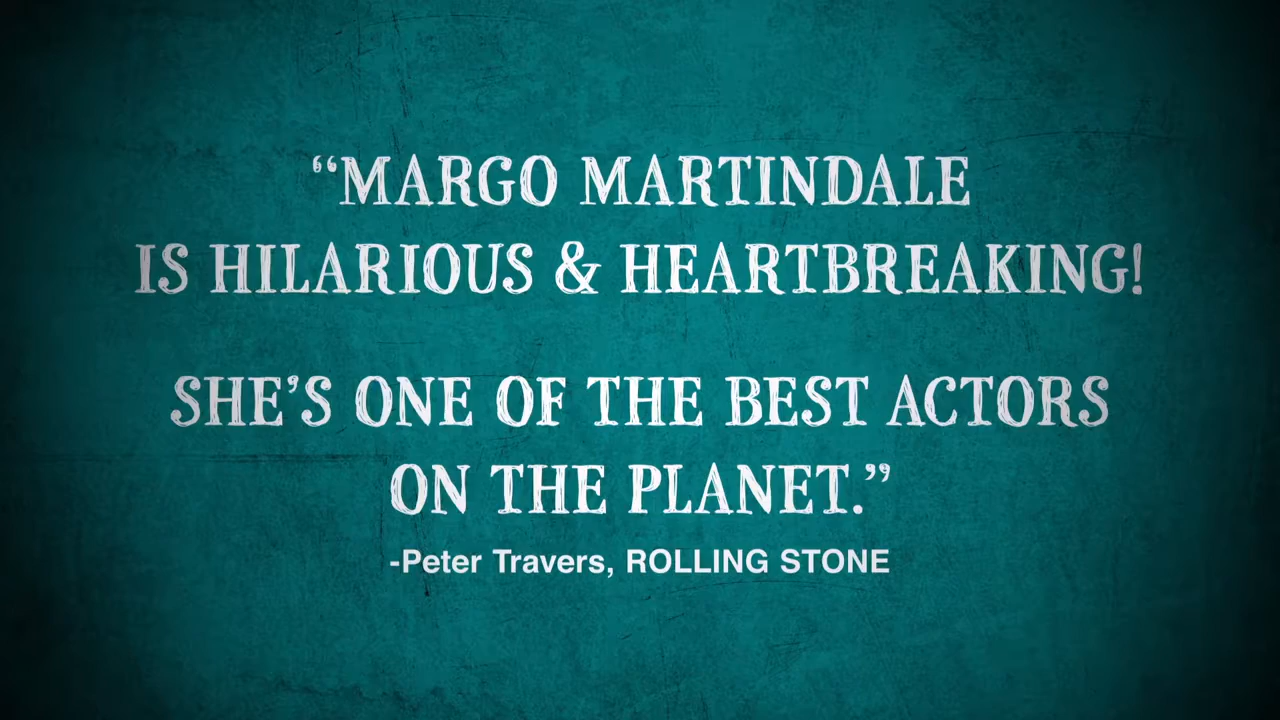 “MARGO MARTINDALE
IS HILARIOUS & HEARTBREAKING!
SHE’S ONE OF THE BEST ACTORS
ON THE PLANET.”
-Peter Travers, ROLLING STONE